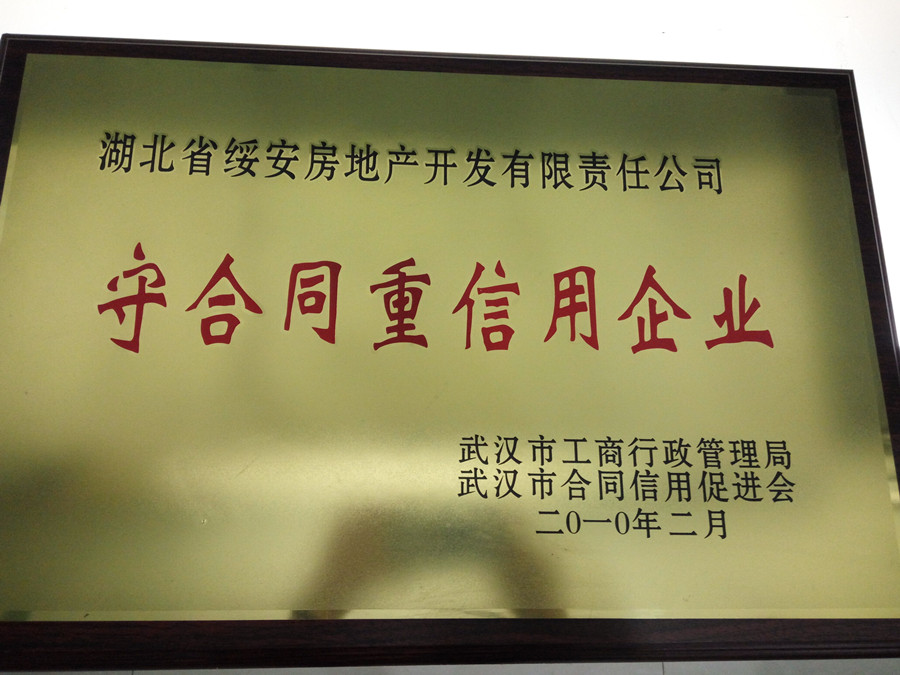 湖北省绥安房地产开发有限责任公司
守合同重信用企业
武汉市工商行政管理局
武汉市合同信用促进会
二0一0年二月